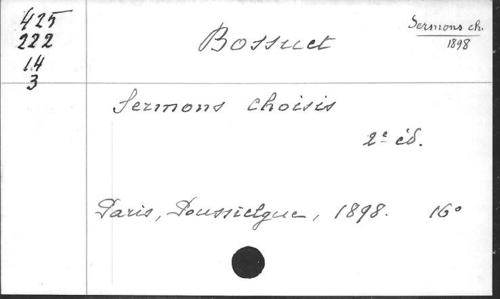 425
222
14
3
Bossuet
Sermons ch.
1898
Sermons choisis
2e éd.
Paris, Poussielgue, 1898. 16°